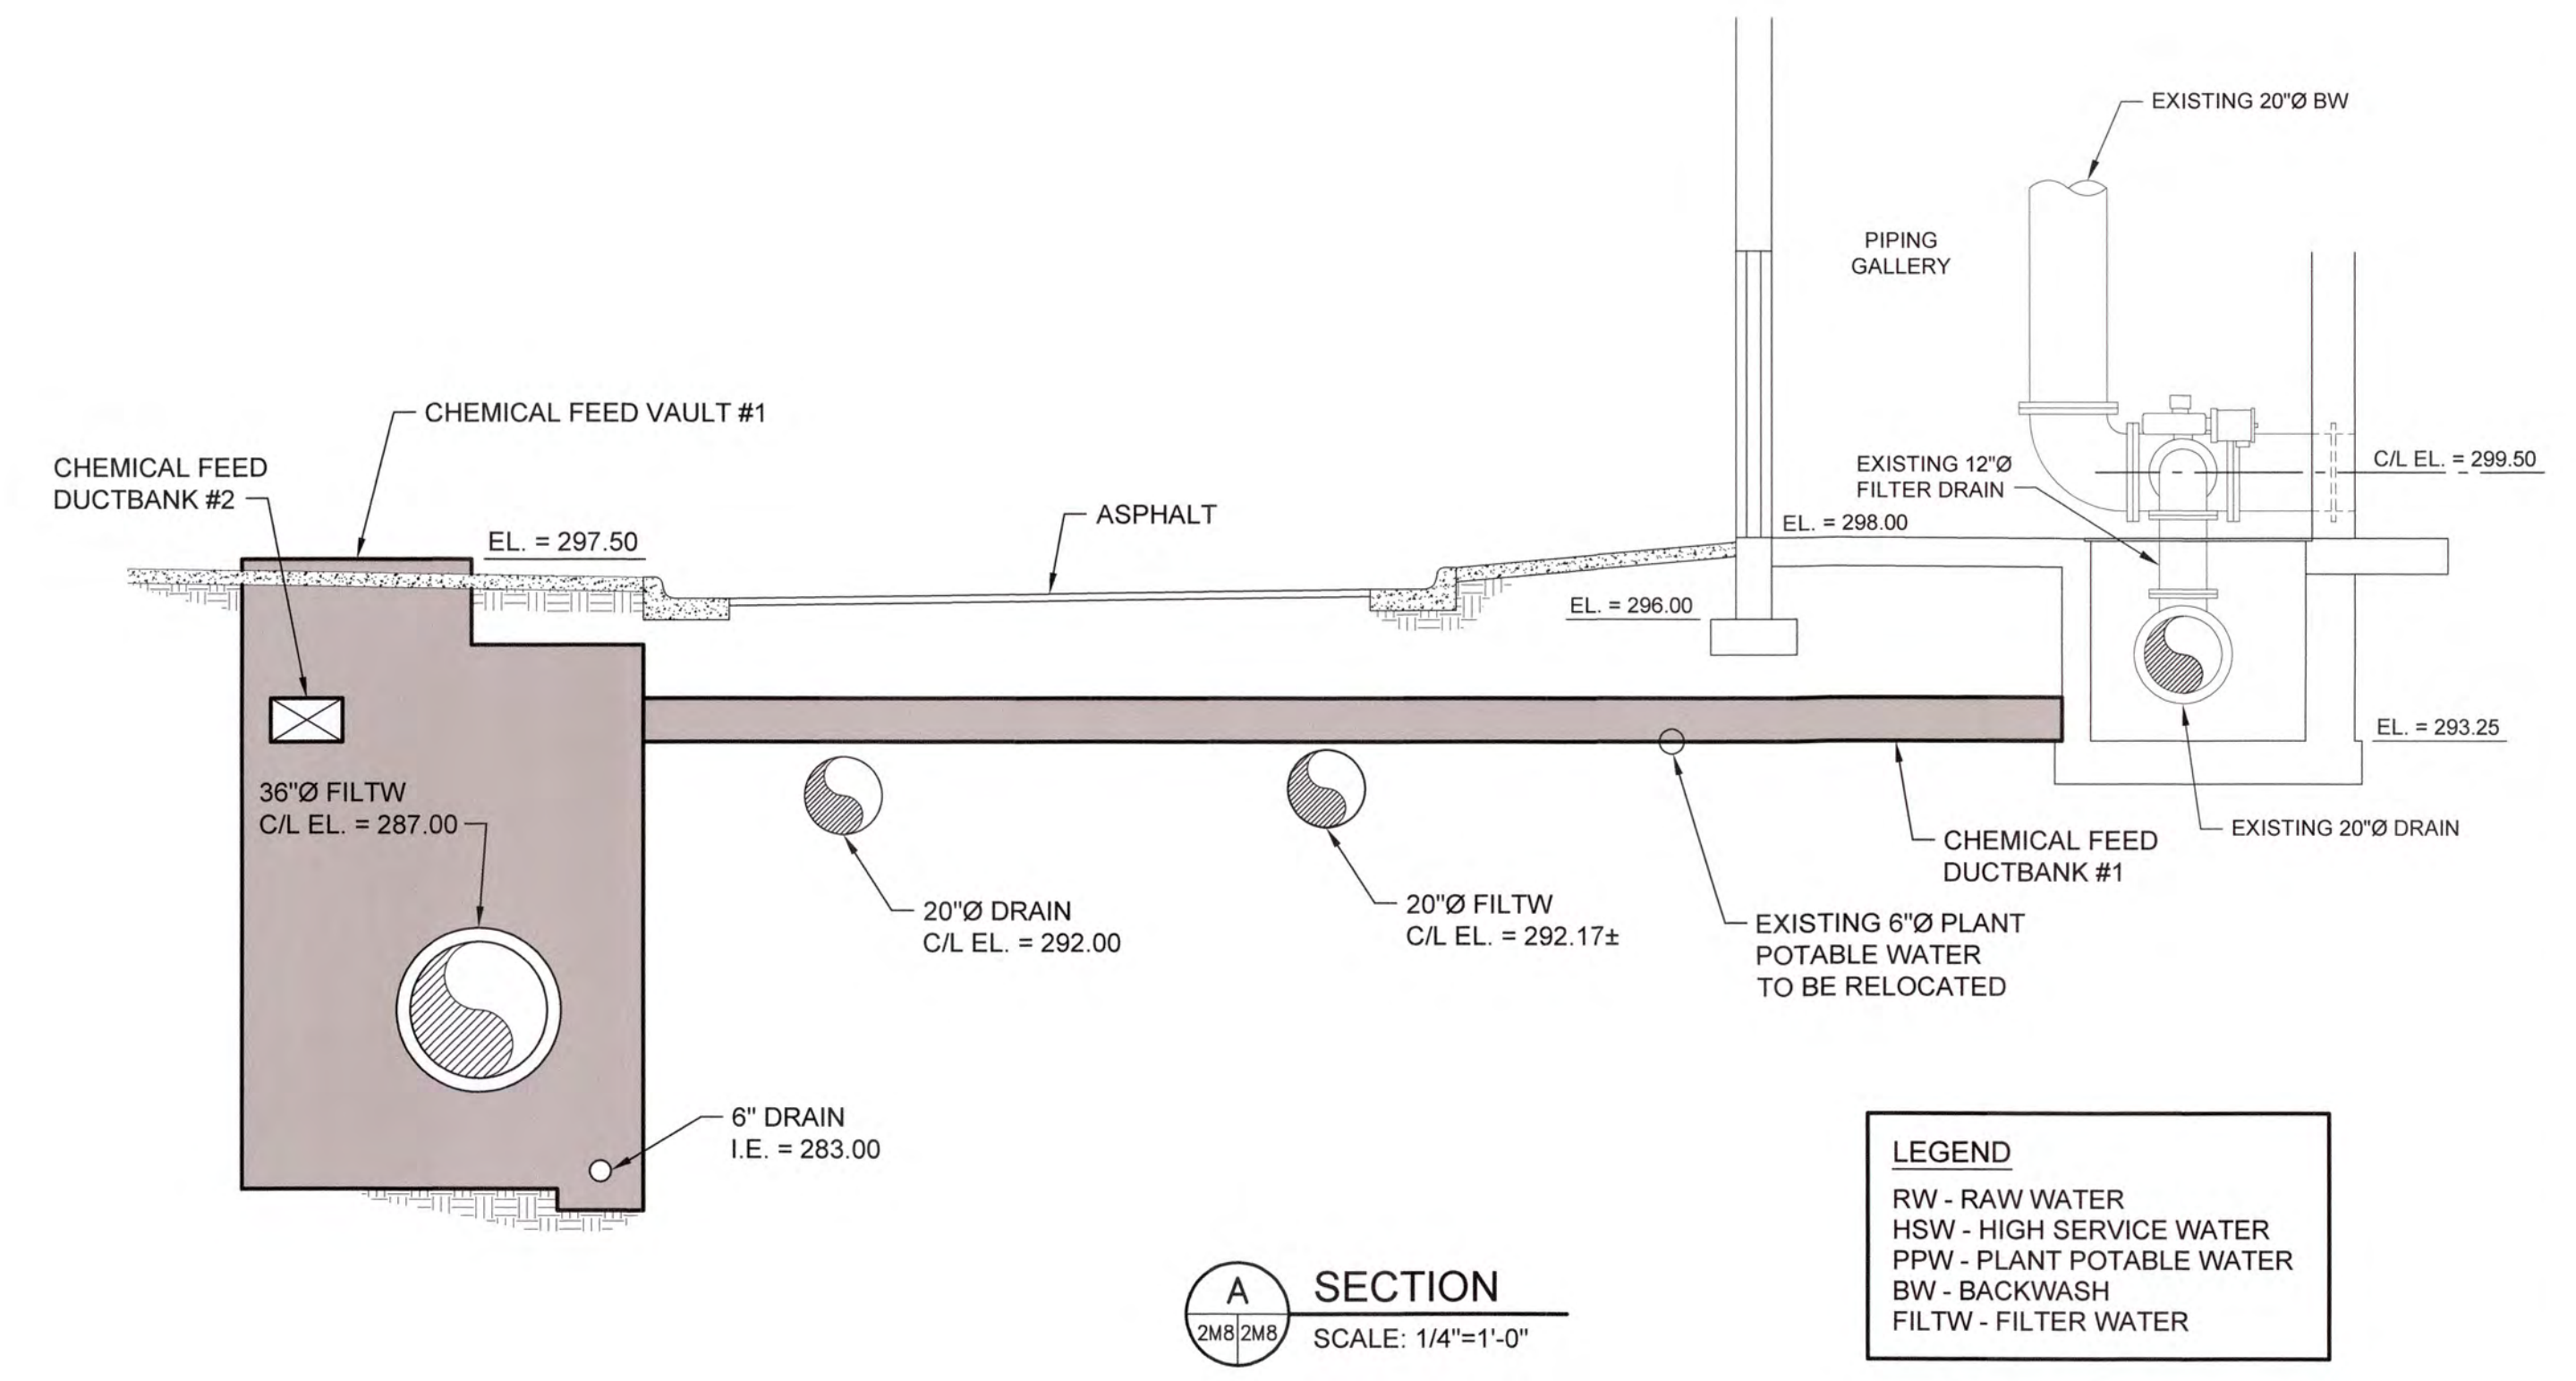 EXISTING 20"Ø BW
PIPING
GALLERY
CHEMICAL FEED VAULT #1
CHEMICAL FEED
DUCTBANK #2
EXISTING 12"Ø
FILTER DRAIN
C/L EL. = 299.50
ASPHALT
EL. = 297.50
EL. = 298.00
EL. = 296.00
EL. = 293.25
36"Ø FILTW
C/L EL. = 287.00
EXISTING 20"Ø DRAIN
CHEMICAL FEED
DUCTBANK #1
20"Ø DRAIN
C/L EL. = 292.00
20"Ø FILTW
C/L EL. = 292.17±
EXISTING 6"Ø PLANT
POTABLE WATER
TO BE RELOCATED
6" DRAIN
I.E. = 283.00
LEGEND
RW - RAW WATER
HSW - HIGH SERVICE WATER
PPW - PLANT POTABLE WATER
BW - BACKWASH
FILTW - FILTER WATER
A
2M8 2M8
SECTION
SCALE: 1/4"=1'-0"